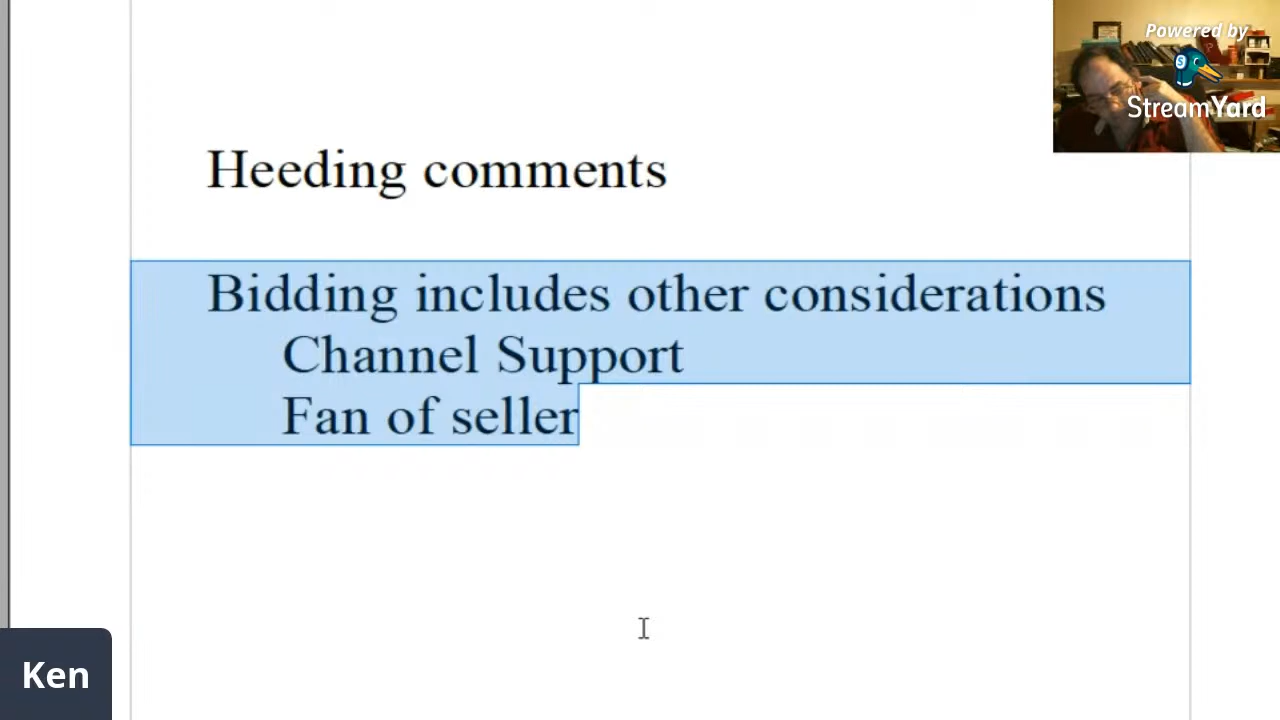 Powered by
StreamYard
Heeding comments
Bidding includes other considerations
Channel Support
Fan of seller
Ken